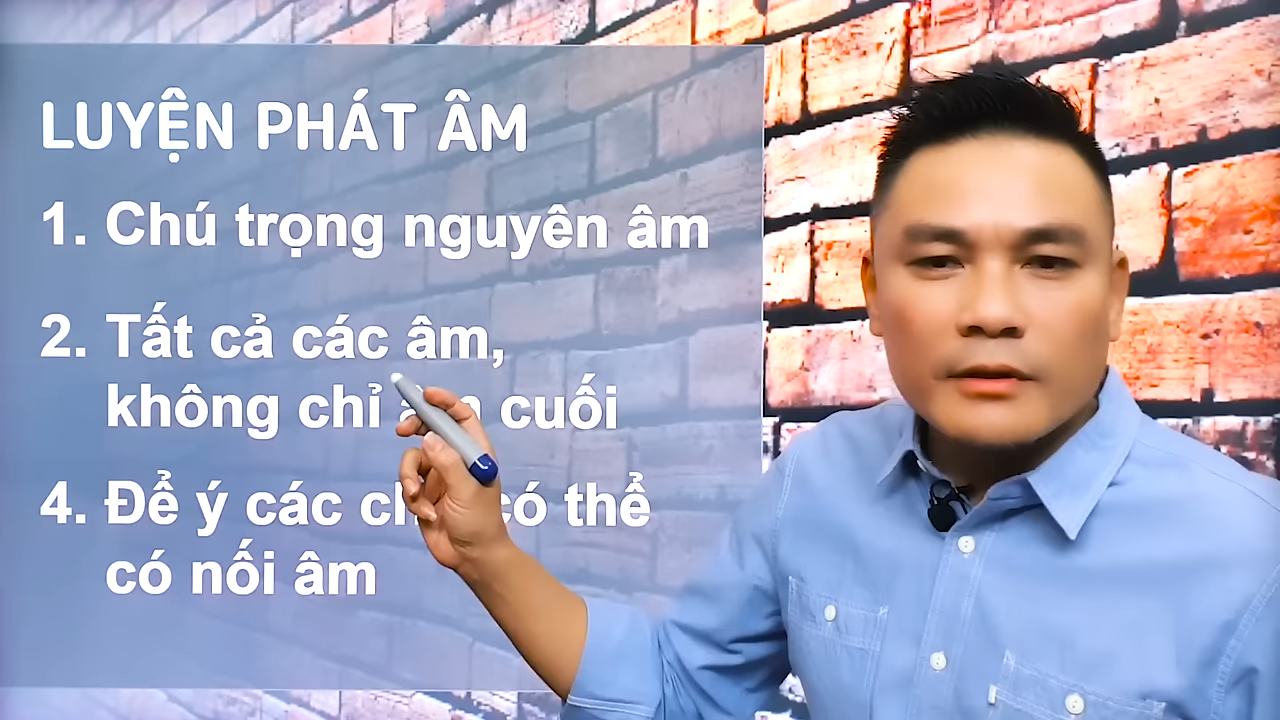 LUYỆN PHÁT ÂM
1. Chú trọng nguyên âm
2. Tất cả các âm,
không chỉ cuối
4. Để ý các có thể
có nối âm